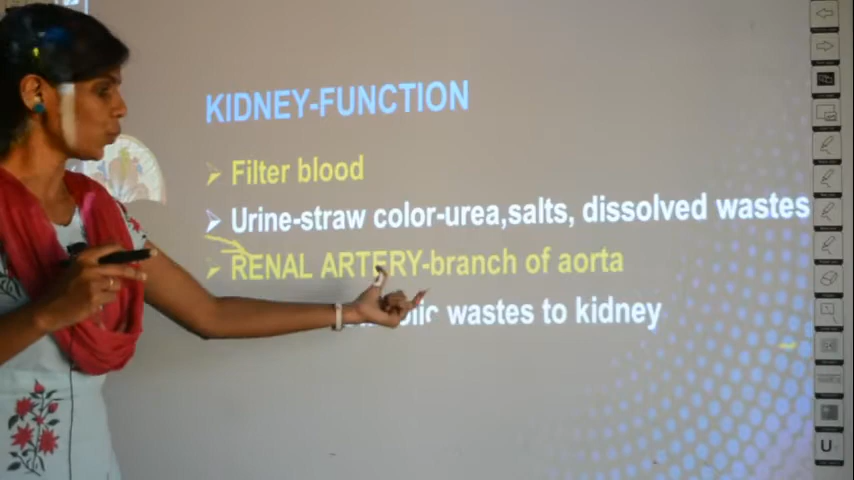 KIDNEY-FUNCTION
Filter blood
Urine-straw color-urea,salts, dissolved wastes
RENAL ARTERY-branch of aorta
wastes to kidney
U